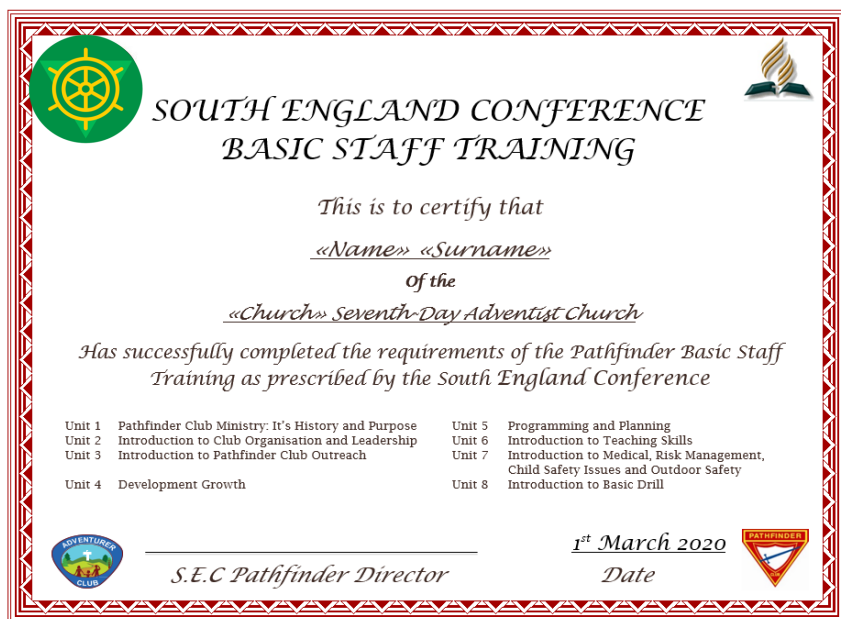 SOUTH ENGLAND CONFERENCE
BASIC STAFF TRAINING
This is to certify that
«Name» «Surname»
Of the
«Church» Seventh-Day Adventist Church
Has successfully completed the requirements of the Pathfinder Basic Staff
Training as prescribed by the South England Conference
Unit 1 Pathfinder Club Ministry: It's History and Purpose
Unit 2 Introduction to Club Organisation and Leadership
Unit 3 Introduction to Pathfinder Club Outreach
Unit 4 Development Growth
Unit 5 Programming and Planning
Unit 6 Introduction to Teaching Skills
Unit 7 Introduction to Medical, Risk Management,
Child Safety Issues and Outdoor Safety
Unit 8 Introduction to Basic Drill
ADVENTURER
CLUB
1st March 2020
S.E.C Pathfinder Director
Date
PATHFINDER
CLUB